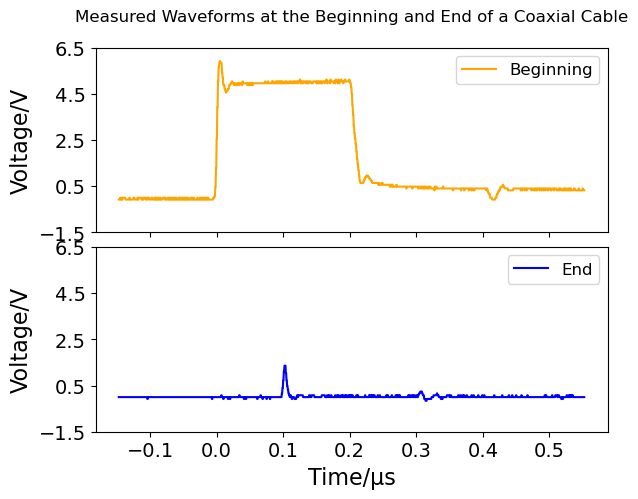 Measured Waveforms at the Beginning and End of a Coaxial Cable
6.5
4.5
2.5
0.5
−1.5
Voltage/V
Beginning
6.5
4.5
2.5
0.5
−1.5
Voltage/V
End
−0.1 0.0 0.1 0.2 0.3 0.4 0.5
Time/μs